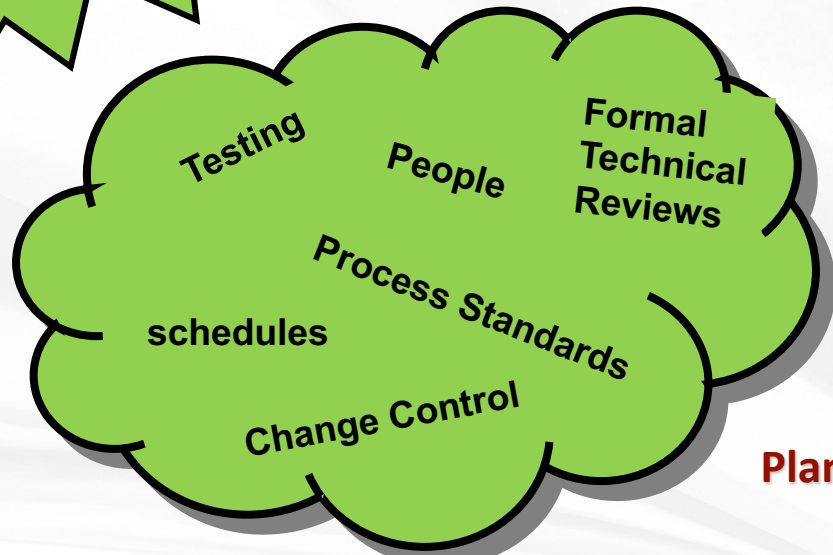 Testing
People
Formal
Technical
Reviews
Process Standards
schedules
Change Control